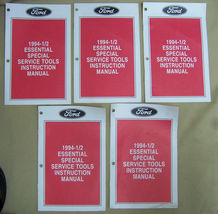 Ford
1994-1/2
ESSENTIAL
SPECIAL
SERVICE TOOLS
INSTRUCTION
MANUAL
Ford
1994-1/2
ESSENTIAL
SPECIAL
SERVICE TOOLS
INSTRUCTION
MANUAL
Ford
1994-1/2
ESSENTIAL
SPECIAL
SERVICE TOOLS
INSTRUCTION
MANUAL
Ford
1994-1/2
ESSENTIAL
SPECIAL
SERVICE TOOLS
INSTRUCTION
MANUAL
Ford
1994-1/2
ESSENTIAL
SPECIAL
SERVICE TOOLS
INSTRUCTION
MANUAL